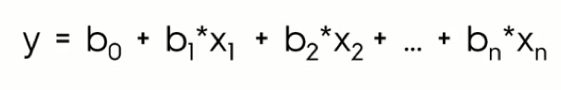 y = b₀ + b₁*x₁ + b₂*x₂ + ... + bₙ*xₙ